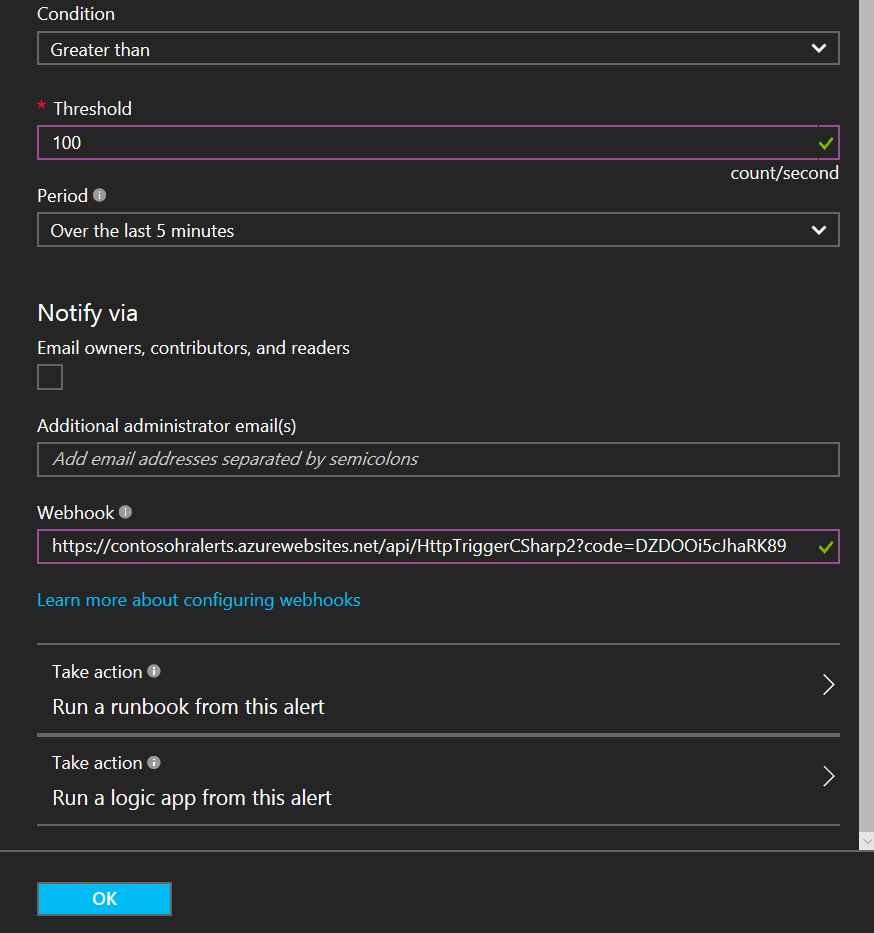 Condition
Greater than
* Threshold
100
count/second
Period
Over the last 5 minutes
Notify via
Email owners, contributors, and readers
Additional administrator email(s)
Add email addresses separated by semicolons
Webhook
https://contosohralerts.azurewebsites.net/api/HttpTriggerCSharp2?code=DZDOOi5cJhaRK89
Learn more about configuring webhooks
Take action
Run a runbook from this alert
Take action
Run a logic app from this alert
OK